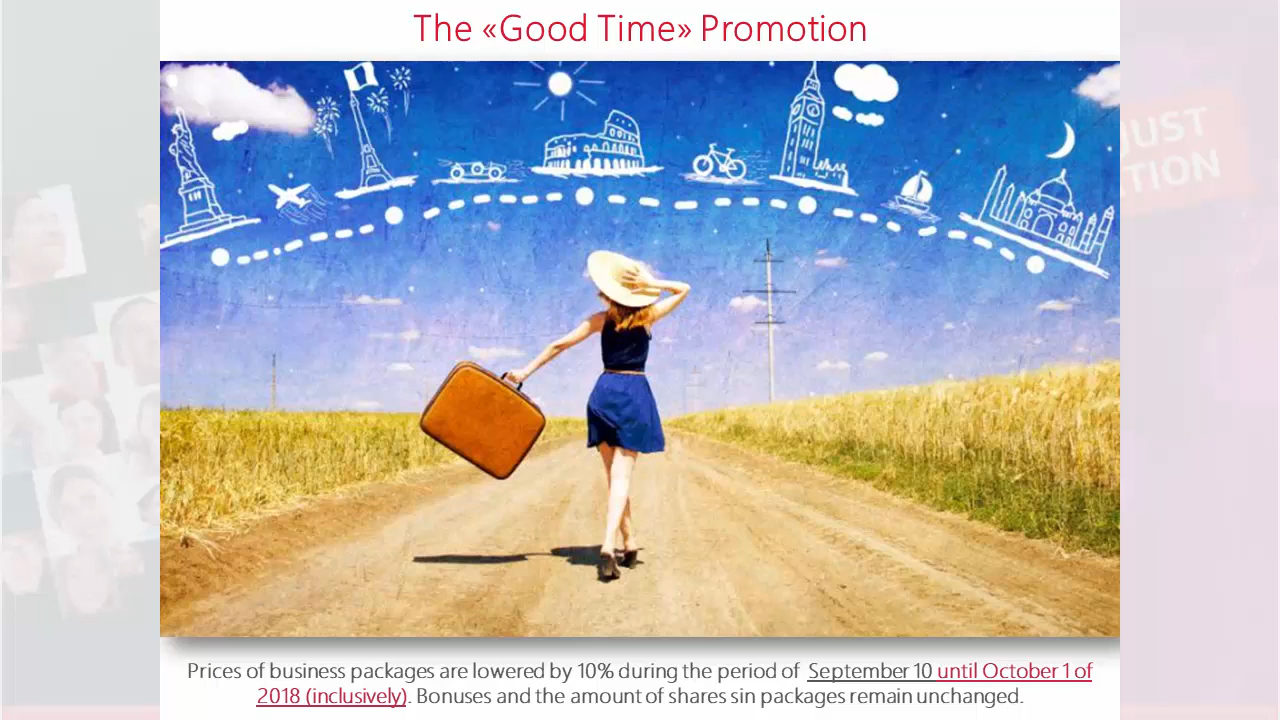 The «Good Time» Promotion
JUST
Prices of business packages are lowered by 10% during the period of September 10 until October 1 of
2018 (inclusively). Bonuses and the amount of shares sin packages remain unchanged.